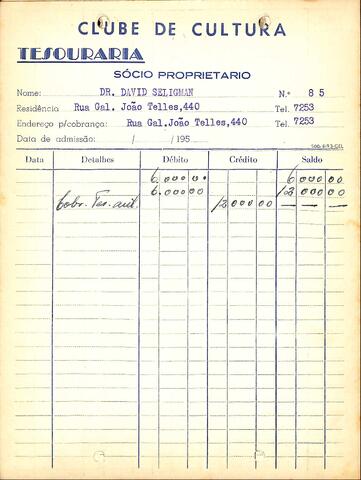 CLUBE DE CULTURA
TESOURARIA
SÓCIO PROPRIETARIO
Nome: DR. DAVID SELIGMAN N.º 85
Residência Rua Gal. João Telles,440 Tel. 7253
Endereço p/cobrança: Rua Gal.João Telles,440 Tel. 7253
Data de admissão: / /195
Data Detalhes Débito Crédito Saldo
6.000 00 6 000 00
6.000 00 12 000 00
Cobr. Tes. ant. 12 000 00 — — —